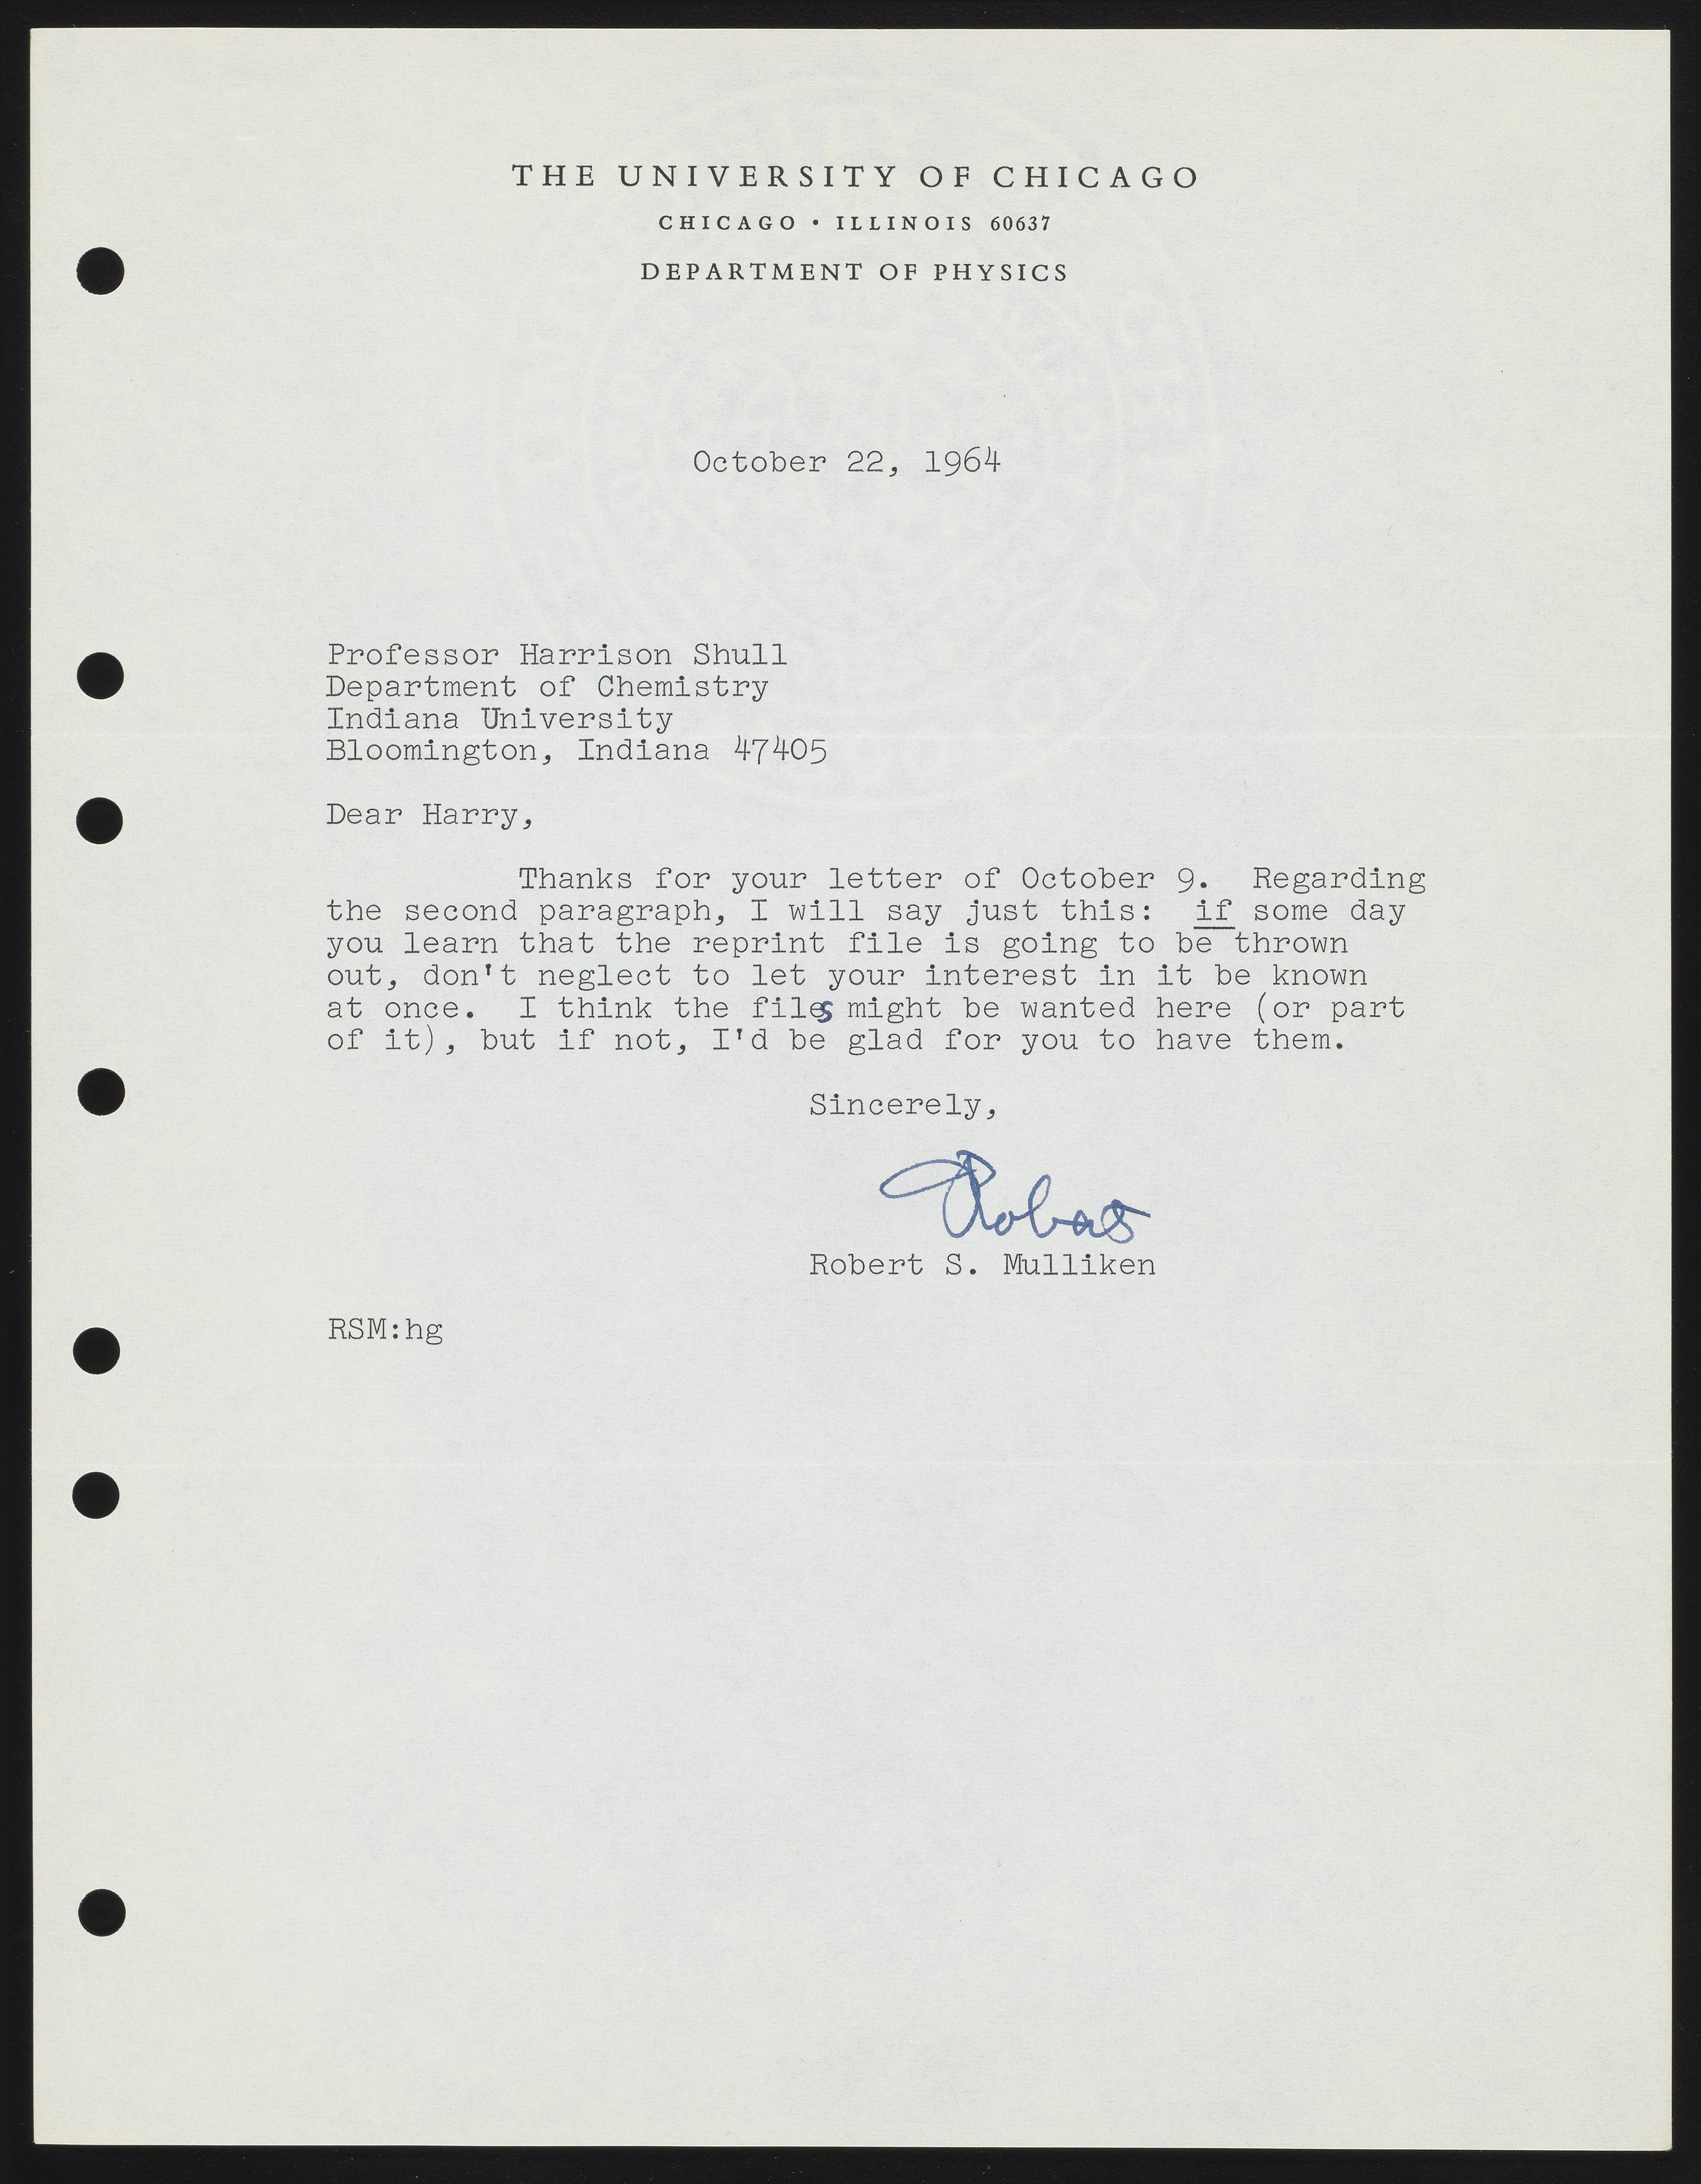 THE UNIVERSITY OF CHICAGO
CHICAGO • ILLINOIS 60637
DEPARTMENT OF PHYSICS
October 22, 1964
Professor Harrison Shull
Department of Chemistry
Indiana University
Bloomington, Indiana 47405
Dear Harry,
Thanks for your letter of October 9. Regarding
the second paragraph, I will say just this: if some day
you learn that the reprint file is going to be thrown
out, don't neglect to let your interest in it be known
at once. I think the files might be wanted here (or part
of it), but if not, I'd be glad for you to have them.
Sincerely,
Robert
Robert S. Mulliken
RSM:hg